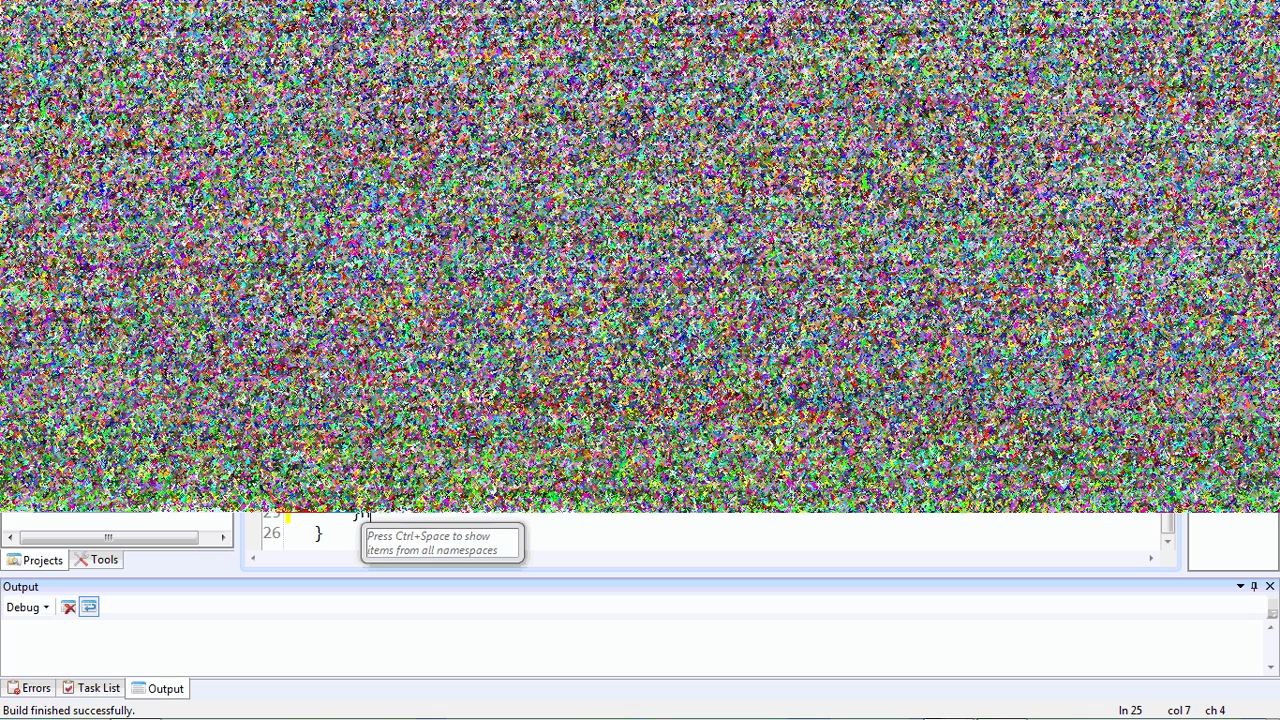 26 }
Press Ctrl+Space to show
items from all namespaces
Projects Tools
Output
Debug
Errors Task List Output
Build finished successfully. ln 25 col 7 ch 4